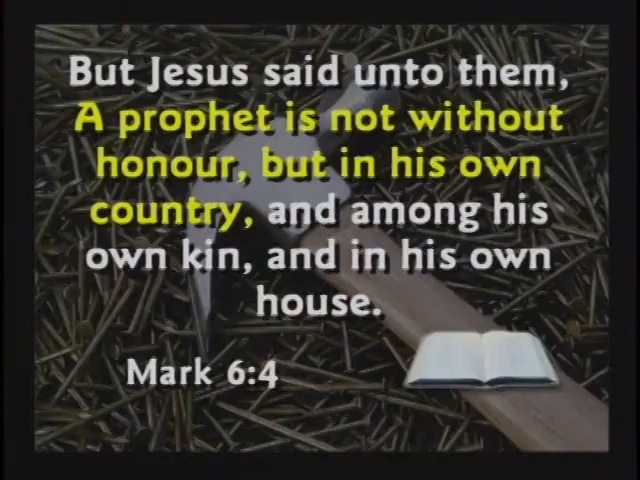 But Jesus said unto them,
A prophet is not without
honour, but in his own
country, and among his
own kin, and in his own
house.
Mark 6:4